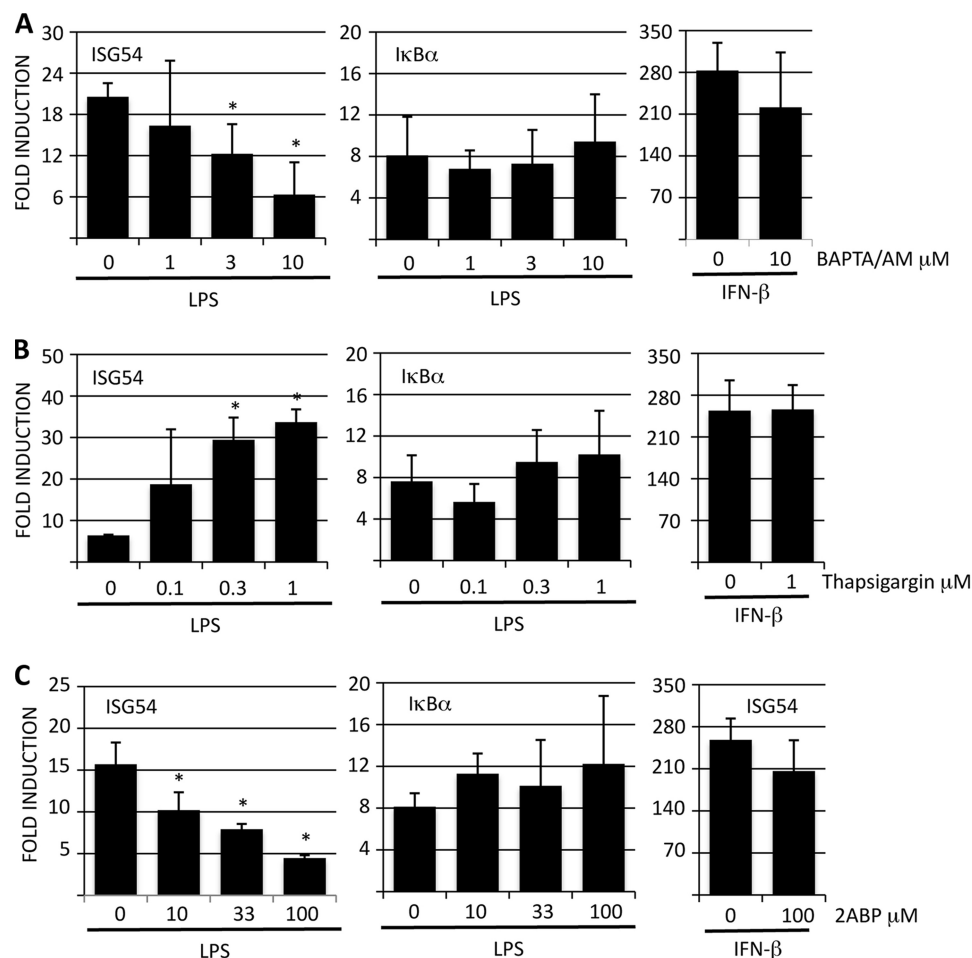 A
FOLD INDUCTION
30
24
18
12
6
ISG54
*
*
0 1 3 10
LPS
20
16
12
8
4
IκBα
0 1 3 10
LPS
350
280
210
140
70
0 10
BAPTA/AM μM
IFN-β
B
FOLD INDUCTION
50
40
30
20
10
ISG54
*
*
0 0.1 0.3 1
LPS
20
16
12
8
4
IκBα
0 0.1 0.3 1
LPS
350
280
210
140
70
0 1
Thapsigargin μM
IFN-β
C
FOLD INDUCTION
25
20
15
10
5
ISG54
*
*
*
0 10 33 100
LPS
20
16
12
8
4
IκBα
0 10 33 100
LPS
350
280
210
140
70
ISG54
0 100
2ABP μM
IFN-β